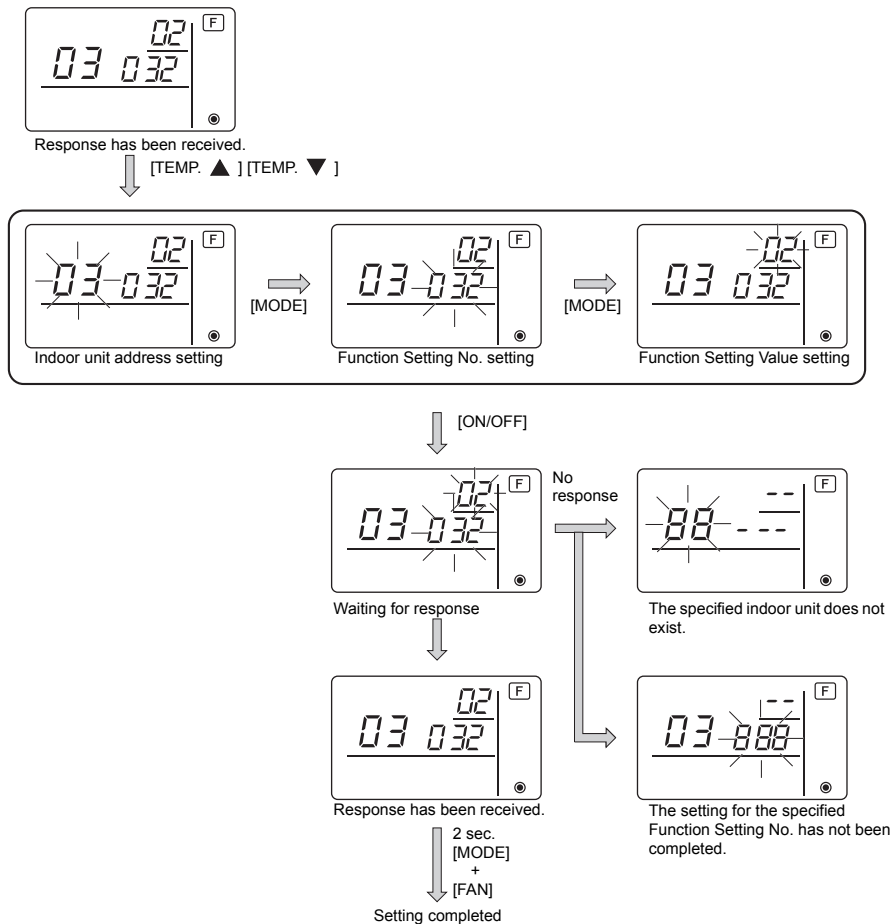 02
F
03 032
Response has been received.
[TEMP. ▲ ] [TEMP. ▼ ]
02
F
03 032
Indoor unit address setting
[MODE]
02
F
03 032
Function Setting No. setting
[MODE]
02
F
03 032
Function Setting Value setting
[ON/OFF]
02
F
03 032
Waiting for response
No
response
--
F
88 ---
The specified indoor unit does not
exist.
02
F
03 032
Response has been received.
--
F
03 888
The setting for the specified
Function Setting No. has not been
completed.
2 sec.
[MODE]
+
[FAN]
Setting completed